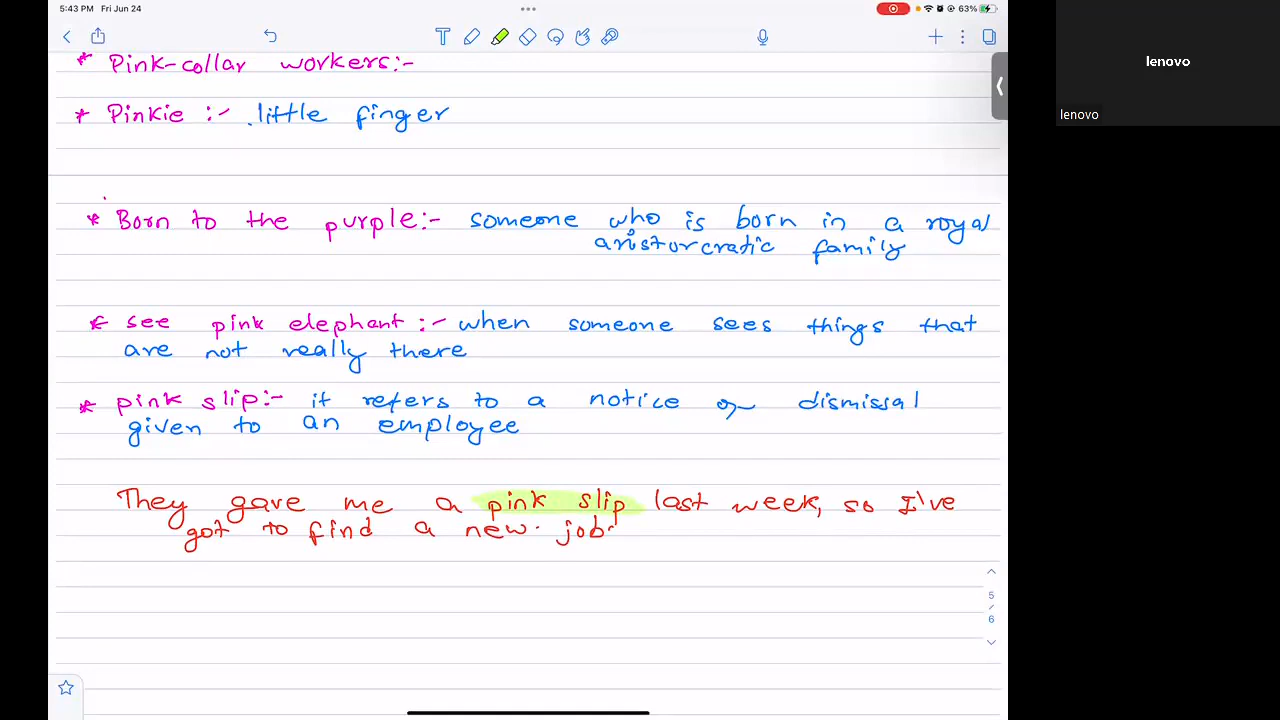 5:43 PM Fri Jun 24
63%
* Pink-collar workers:-
* Pinkie :- little finger
* Born to the purple:- someone who is born in a royal
aristorcratic family
* see pink elephant :- when someone sees things that
are not really there
* pink slip:- it refers to a notice or dismissal
given to an employee
They gave me a pink slip last week, so I've
got to find a new job.
5
/
6
lenovo
lenovo